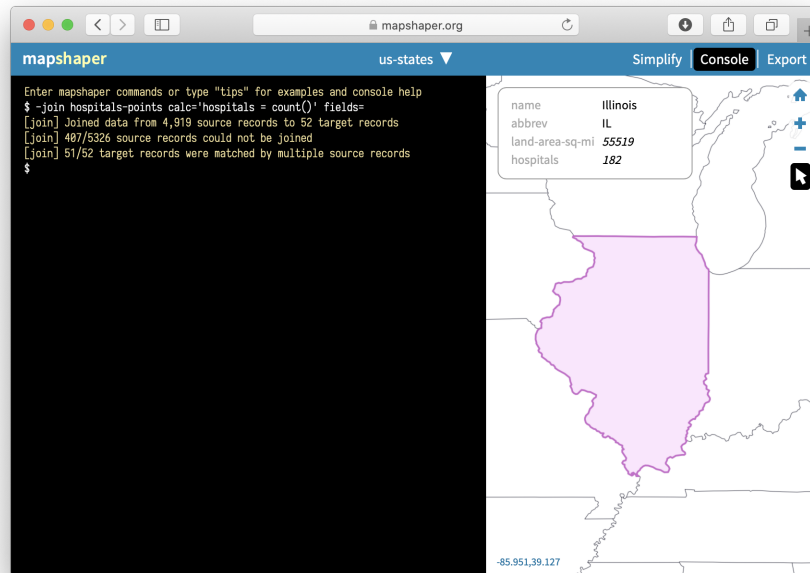 mapshaper.org
mapshaper
us-states ▼
Simplify | Console | Export
Enter mapshaper commands or type "tips" for examples and console help
$ -join hospitals-points calc='hospitals = count()' fields=
[join] Joined data from 4,919 source records to 52 target records
[join] 407/5326 source records could not be joined
[join] 51/52 target records were matched by multiple source records
$
name Illinois
abbrev IL
land-area-sq-mi 55519
hospitals 182
-85.951,39.127